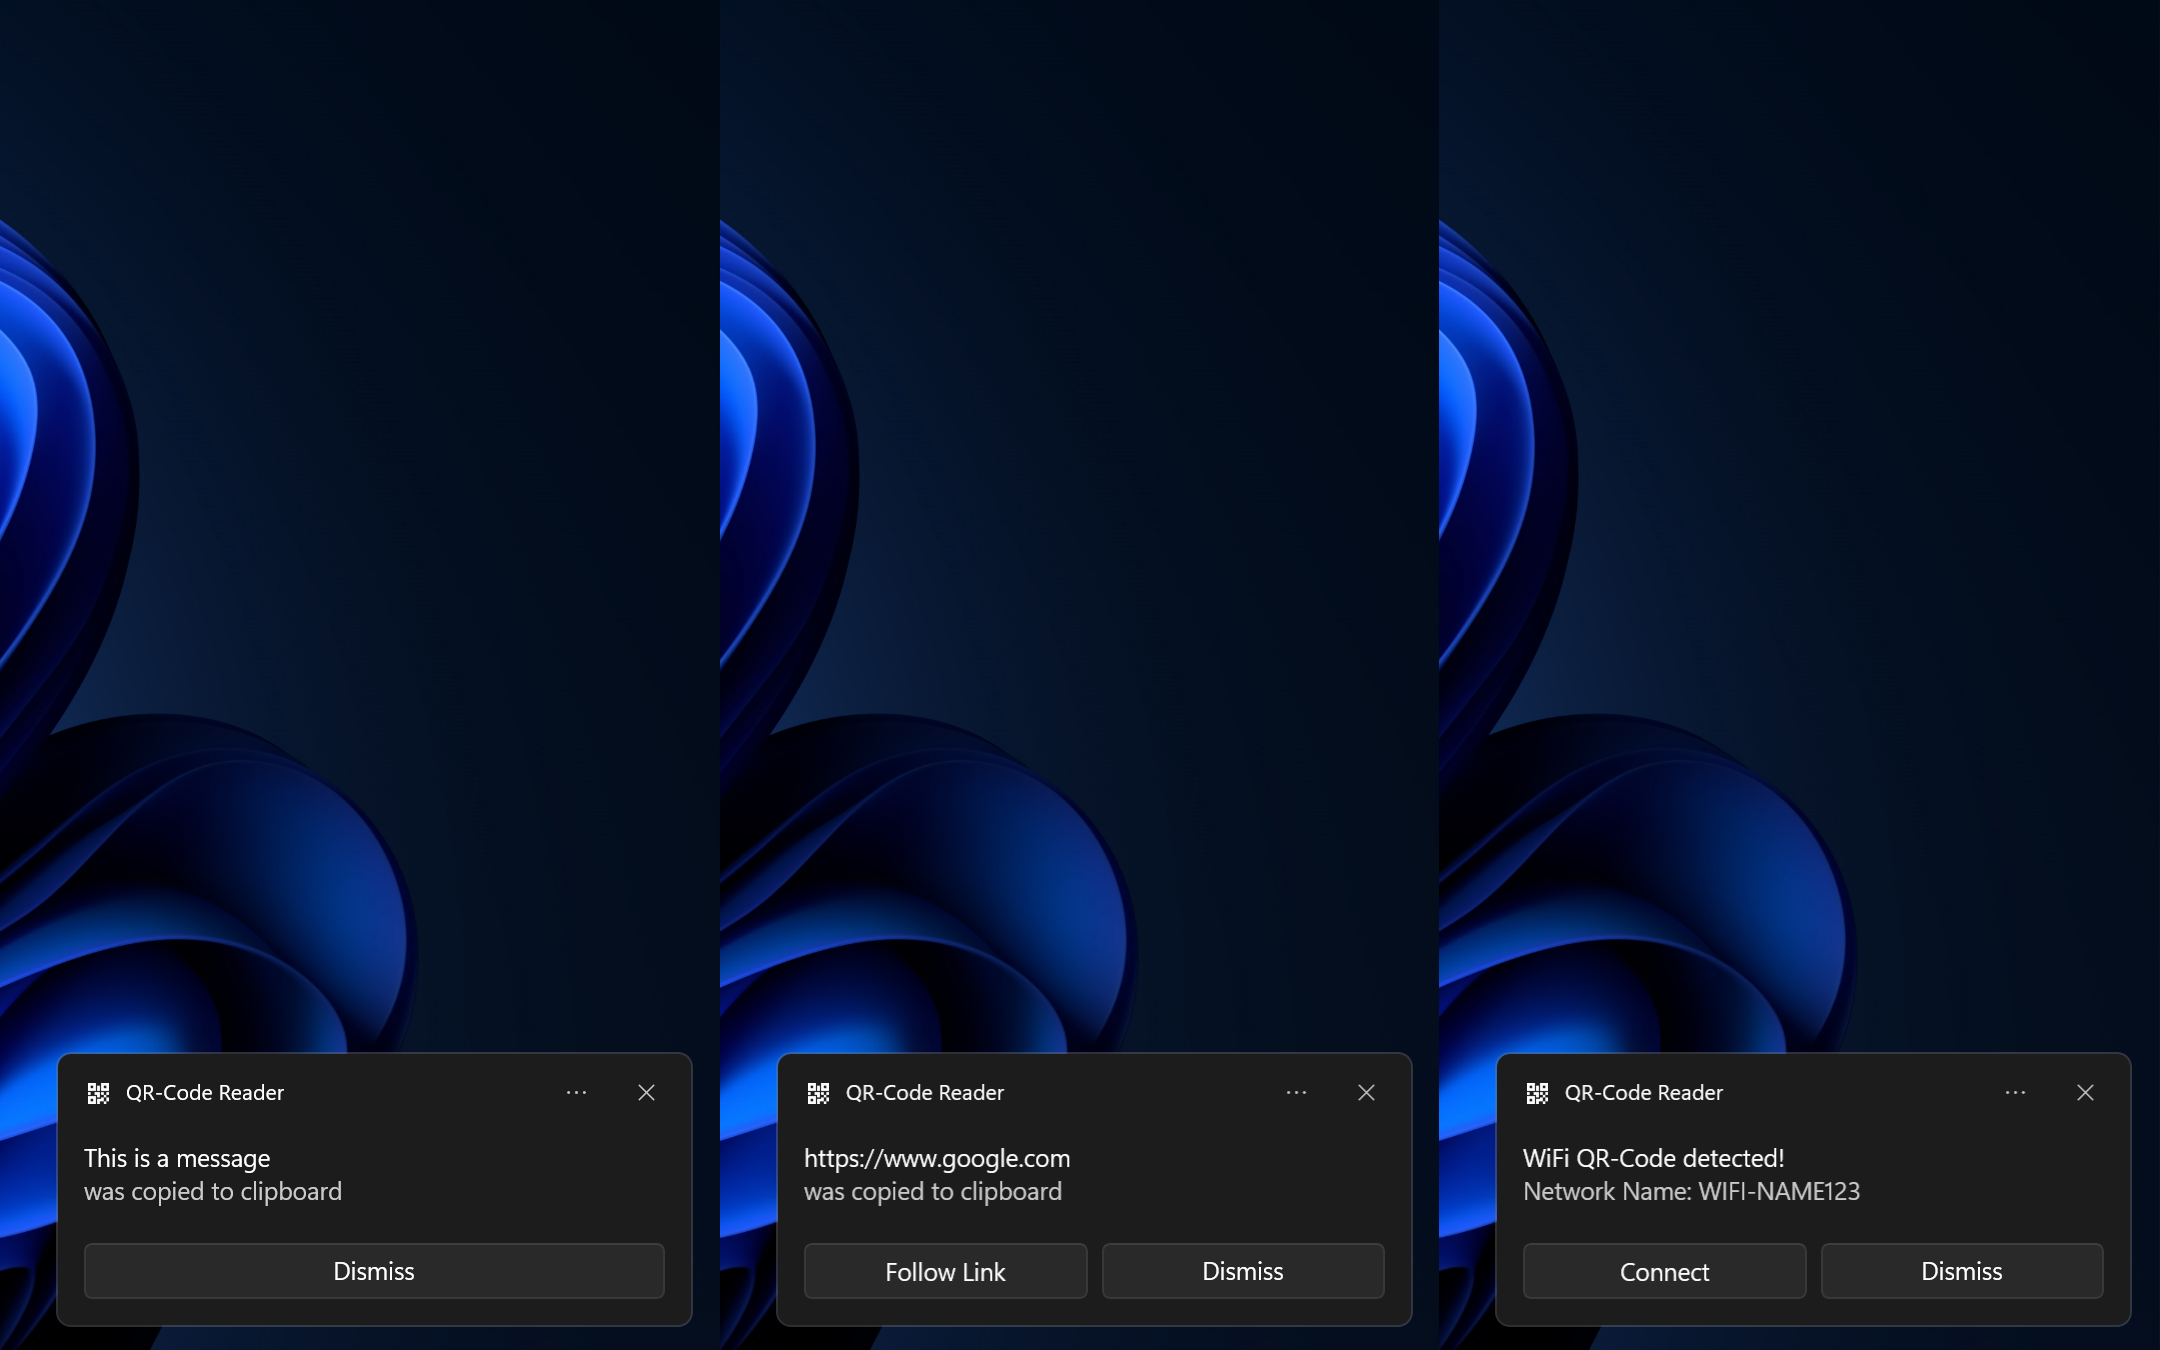 QR-Code Reader
This is a message
was copied to clipboard
Dismiss
QR-Code Reader
https://www.google.com
was copied to clipboard
Follow Link
Dismiss
QR-Code Reader
WiFi QR-Code detected!
Network Name: WIFI-NAME123
Connect
Dismiss